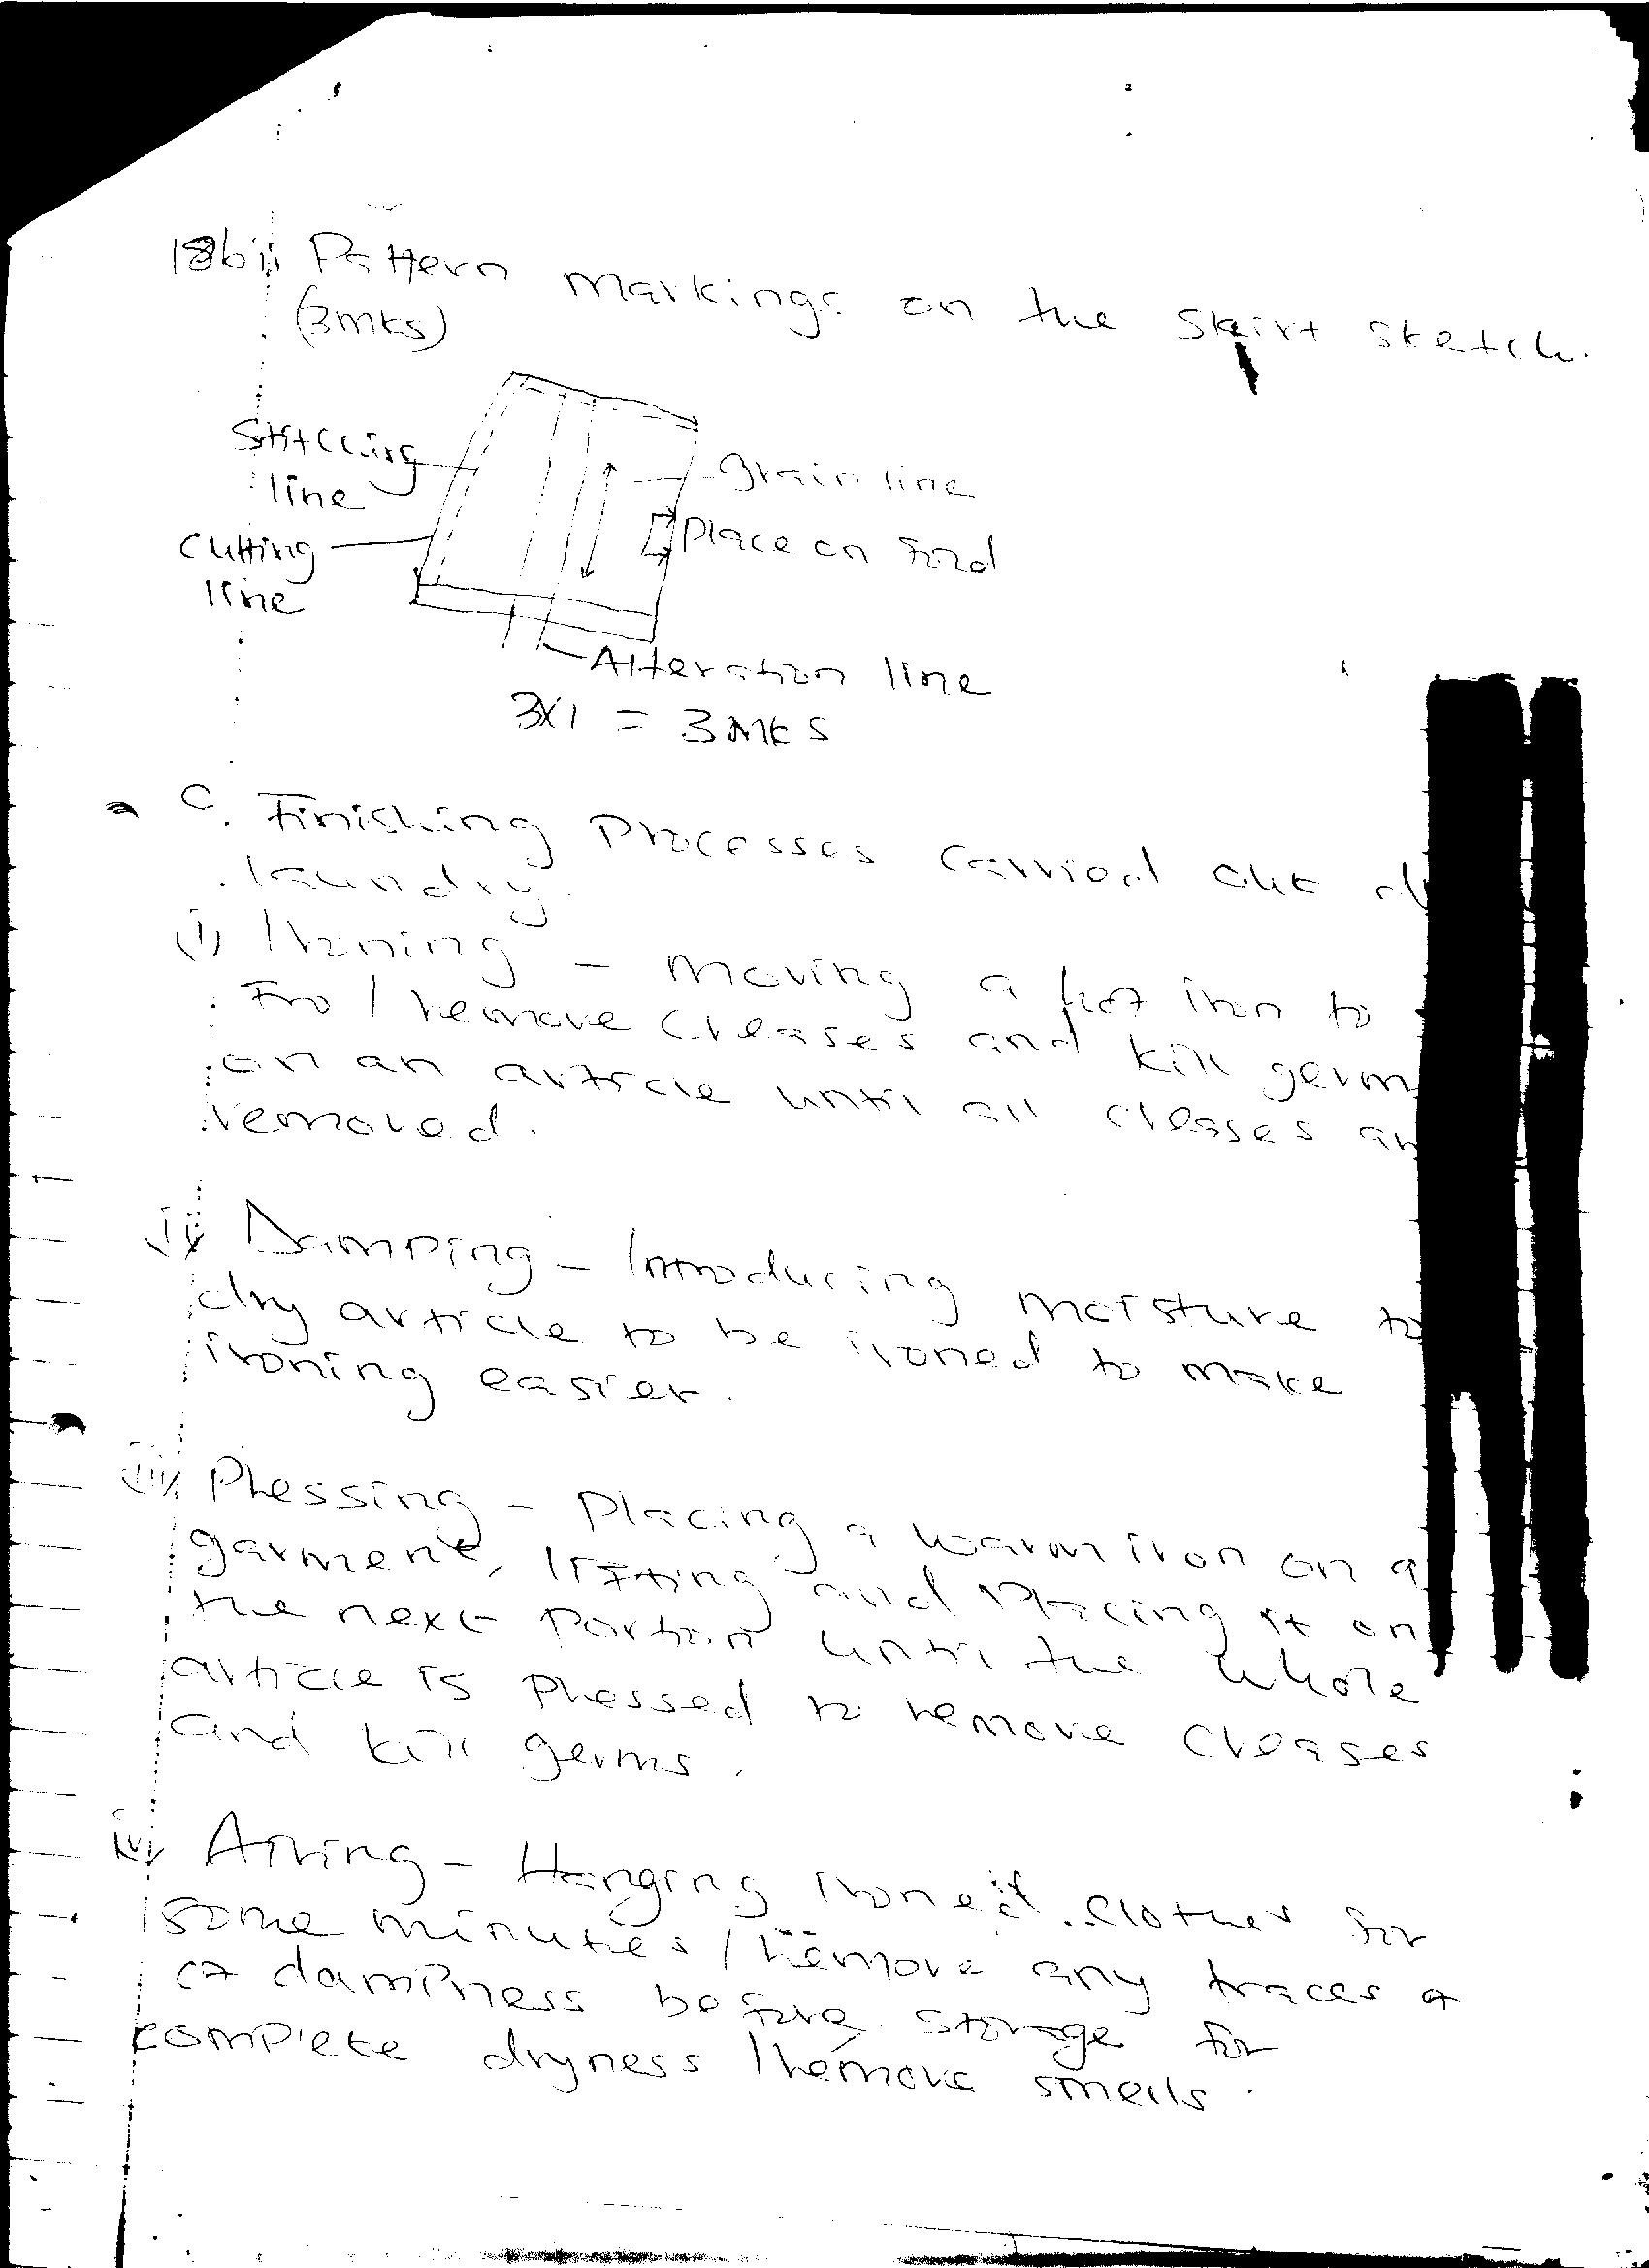 18bii Pattern markings on the skirt sketch.
(3mks)
Stitching line
Grain line
Cutting line
Place on fold
Alteration line
3x1 = 3mks
C. Finishing Processes carried out
laundry.
(i) Ironing - moving a hot iron to
Fro / remove creases and kill germ
on an article until all creases
removed.
ii Damping - Introducing moisture to
dry article to be ironed to make
ironing easier.
iii Pressing - Placing a warm iron on a
garment, lifting and placing it on
the next portion until the whole
article is pressed to remove creases
and kill germs.
iv Airing - Hanging ironed clothes for
some minutes / remove any traces
of dampness before storage for
complete dryness / remove smells.